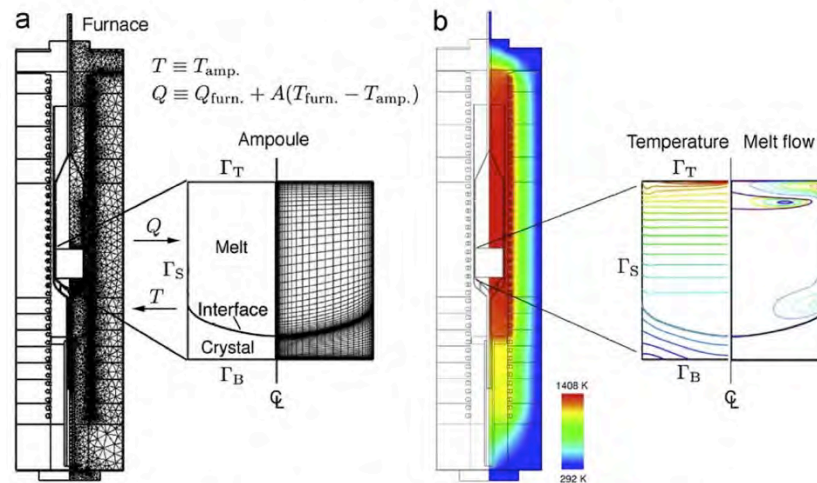 a
Furnace
T ≡ T_amp.
Q ≡ Q_furn. + A(T_furn. − T_amp.)
Ampoule
Γ_T
Q
Melt
Γ_S
T
Interface
Crystal
Γ_B
℄
b
Temperature Melt flow
Γ_T
Γ_S
Γ_B
1408 K
292 K
℄